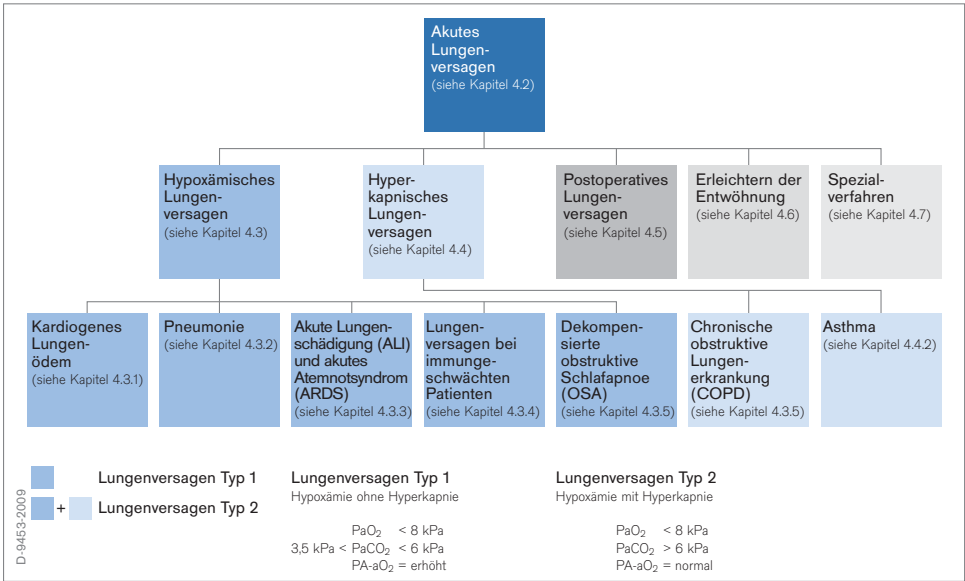 Akutes
Lungen-
versagen
(siehe Kapitel 4.2)
Hypoxämisches
Lungen-
versagen
(siehe Kapitel 4.3)
Hyper-
kapnisches
Lungen-
versagen
(siehe Kapitel 4.4)
Postoperatives
Lungen-
versagen
(siehe Kapitel 4.5)
Erleichtern der
Entwöhnung
(siehe Kapitel 4.6)
Spezial-
verfahren
(siehe Kapitel 4.7)
Kardiogenes
Lungen-
ödem
(siehe Kapitel 4.3.1)
Pneumonie
(siehe Kapitel 4.3.2)
Akute Lungen-
schädigung (ALI)
und akutes
Atemnotsyndrom
(ARDS)
(siehe Kapitel 4.3.3)
Lungen-
versagen bei
immunge-
schwächten
Patienten
(siehe Kapitel 4.3.4)
Dekompen-
sierte
obstruktive
Schlafapnoe
(OSA)
(siehe Kapitel 4.3.5)
Chronische
obstruktive
Lungen-
erkrankung
(COPD)
(siehe Kapitel 4.3.5)
Asthma
(siehe Kapitel 4.4.2)
Lungenversagen Typ 1
+ Lungenversagen Typ 2
Lungenversagen Typ 1
Hypoxämie ohne Hyperkapnie
PaO₂ < 8 kPa
3,5 kPa < PaCO₂ < 6 kPa
PA-aO₂ = erhöht
Lungenversagen Typ 2
Hypoxämie mit Hyperkapnie
PaO₂ < 8 kPa
PaCO₂ > 6 kPa
PA-aO₂ = normal
D-9453-2009